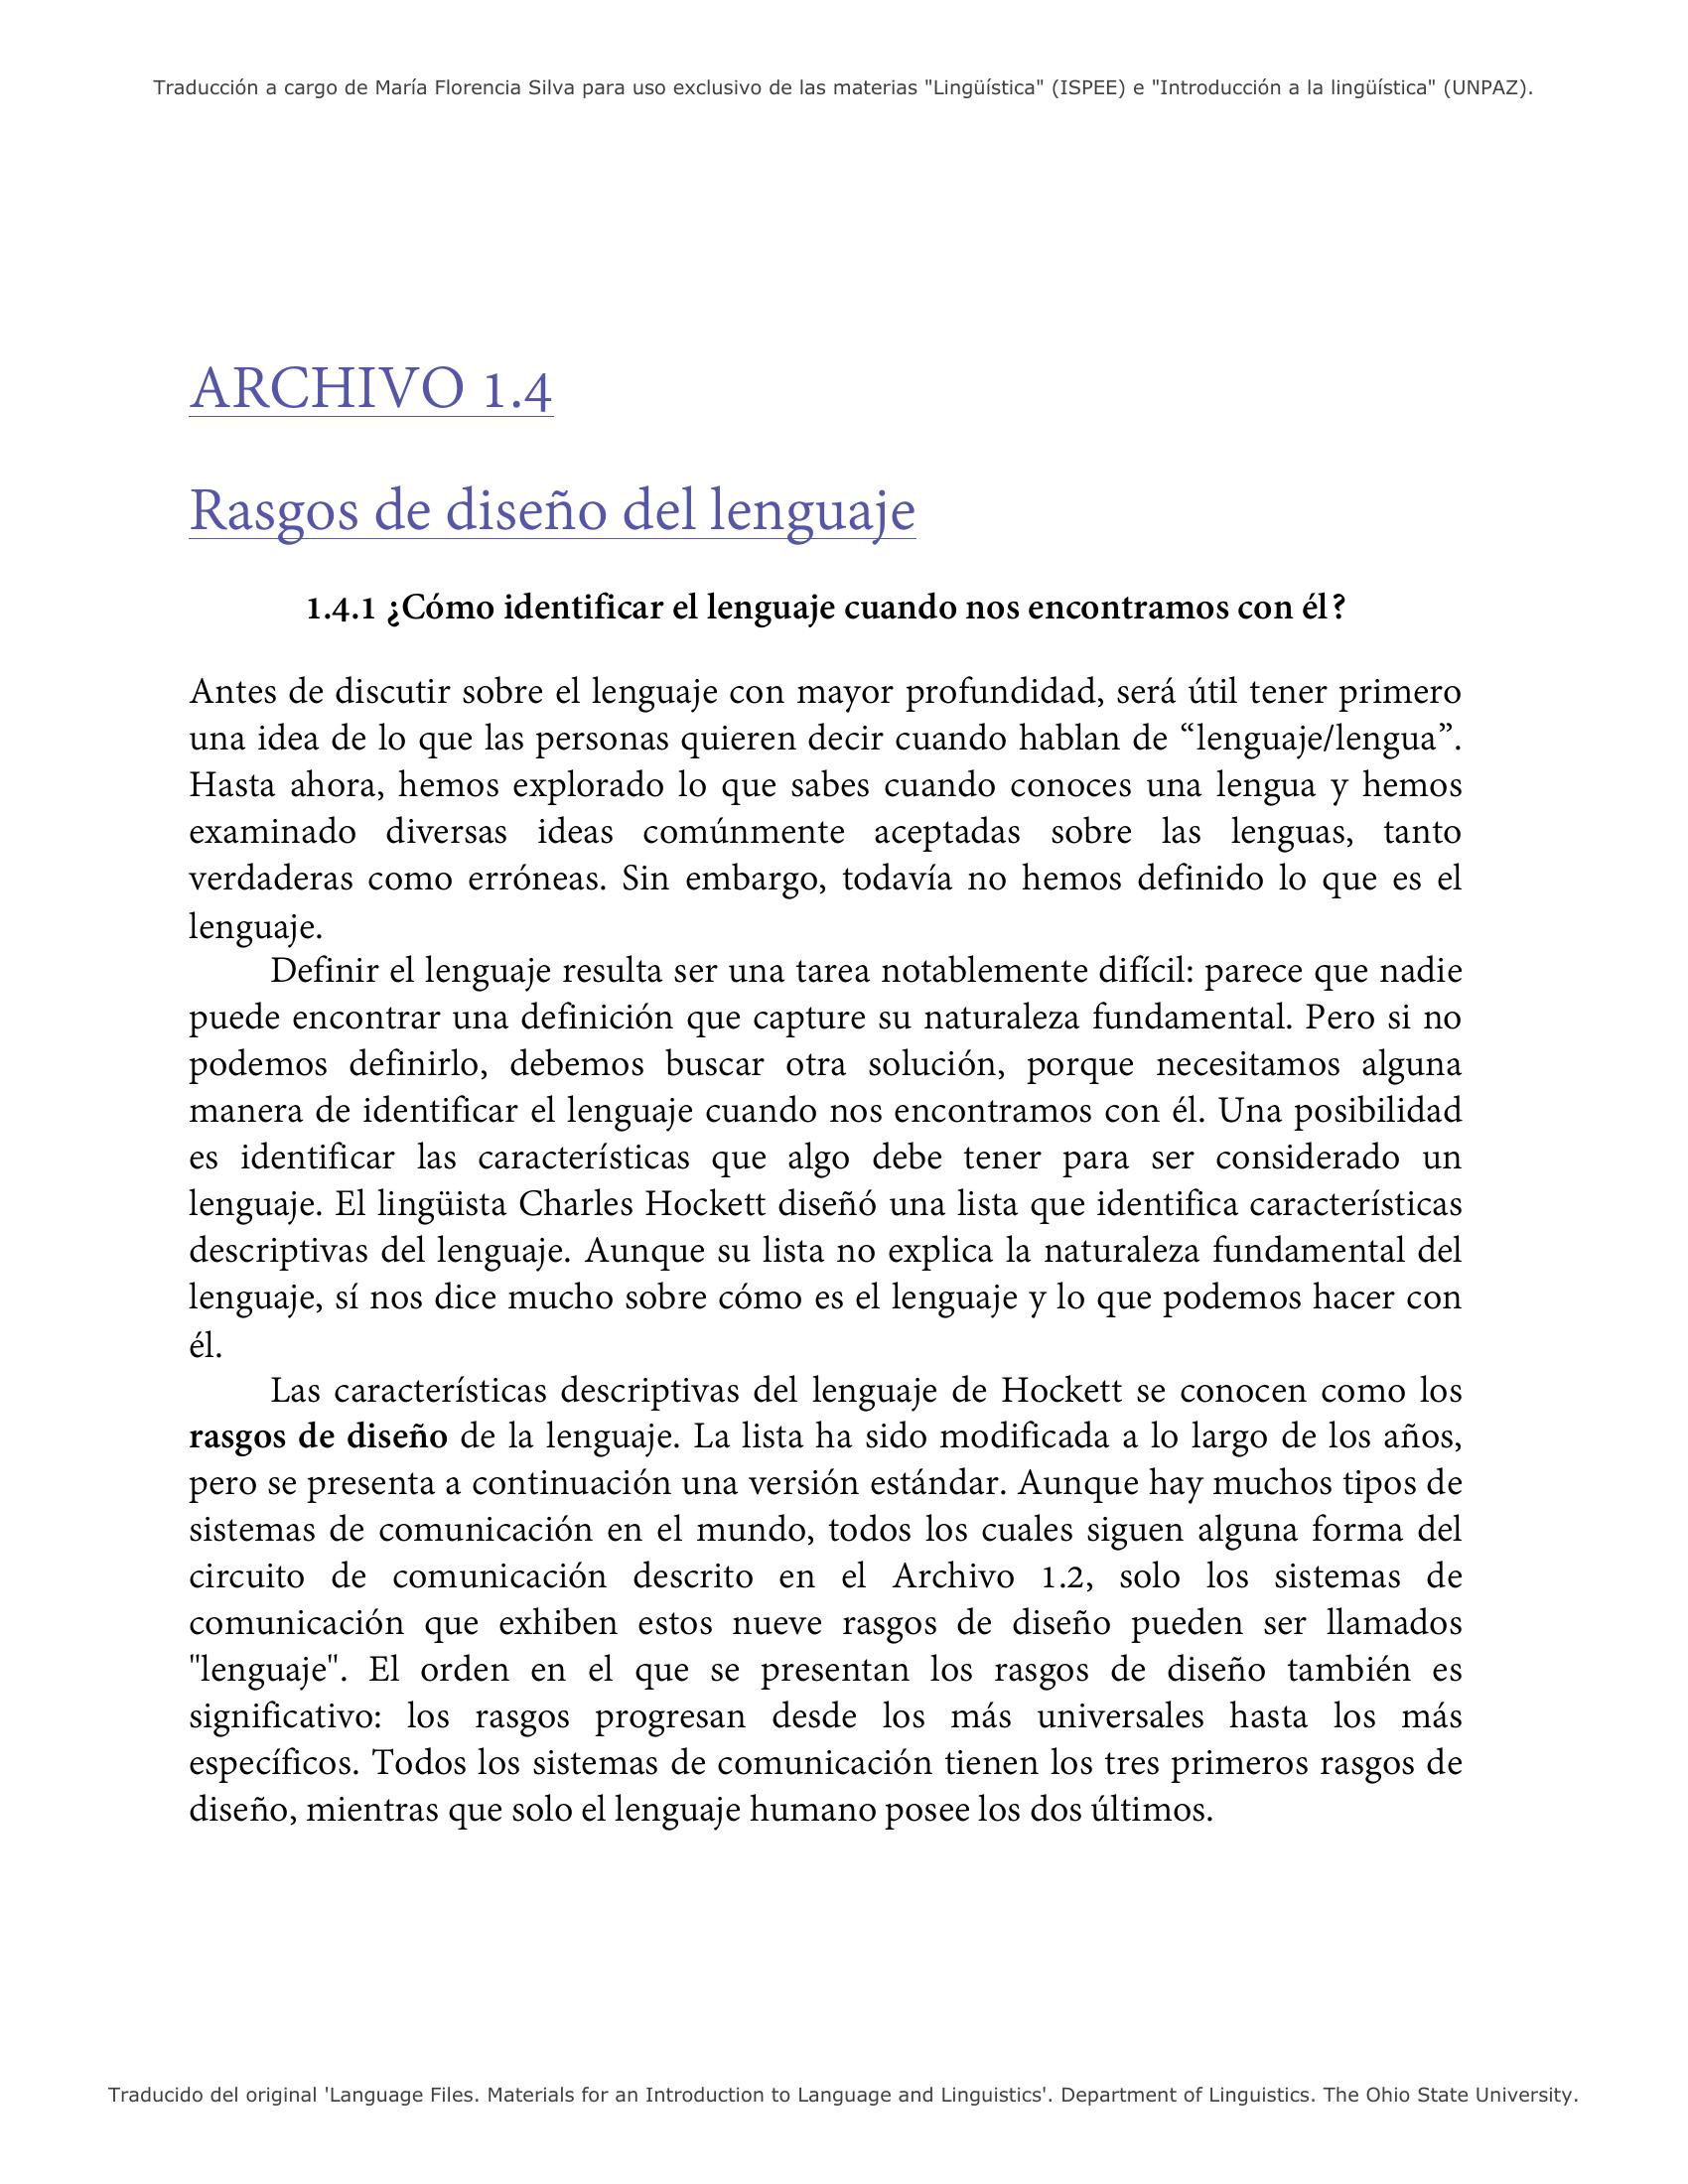 Traducción a cargo de María Florencia Silva para uso exclusivo de las materias "Lingüística" (ISPEE) e "Introducción a la lingüística" (UNPAZ).
ARCHIVO 1.4
Rasgos de diseño del lenguaje
1.4.1 ¿Cómo identificar el lenguaje cuando nos encontramos con él?
Antes de discutir sobre el lenguaje con mayor profundidad, será útil tener primero
una idea de lo que las personas quieren decir cuando hablan de “lenguaje/lengua”.
Hasta ahora, hemos explorado lo que sabes cuando conoces una lengua y hemos
examinado diversas ideas comúnmente aceptadas sobre las lenguas, tanto
verdaderas como erróneas. Sin embargo, todavía no hemos definido lo que es el
lenguaje.
Definir el lenguaje resulta ser una tarea notablemente difícil: parece que nadie
puede encontrar una definición que capture su naturaleza fundamental. Pero si no
podemos definirlo, debemos buscar otra solución, porque necesitamos alguna
manera de identificar el lenguaje cuando nos encontramos con él. Una posibilidad
es identificar las características que algo debe tener para ser considerado un
lenguaje. El lingüista Charles Hockett diseñó una lista que identifica características
descriptivas del lenguaje. Aunque su lista no explica la naturaleza fundamental del
lenguaje, sí nos dice mucho sobre cómo es el lenguaje y lo que podemos hacer con
él.
Las características descriptivas del lenguaje de Hockett se conocen como los
rasgos de diseño de la lenguaje. La lista ha sido modificada a lo largo de los años,
pero se presenta a continuación una versión estándar. Aunque hay muchos tipos de
sistemas de comunicación en el mundo, todos los cuales siguen alguna forma del
circuito de comunicación descrito en el Archivo 1.2, solo los sistemas de
comunicación que exhiben estos nueve rasgos de diseño pueden ser llamados
"lenguaje". El orden en el que se presentan los rasgos de diseño también es
significativo: los rasgos progresan desde los más universales hasta los más
específicos. Todos los sistemas de comunicación tienen los tres primeros rasgos de
diseño, mientras que solo el lenguaje humano posee los dos últimos.
Traducido del original 'Language Files. Materials for an Introduction to Language and Linguistics'. Department of Linguistics. The Ohio State University.